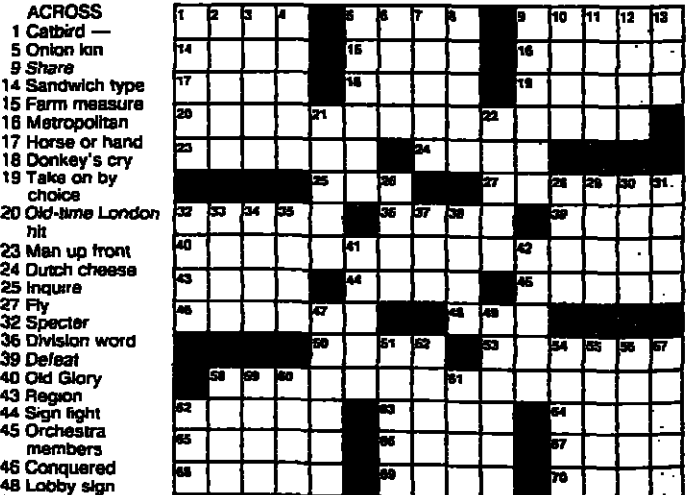 ACROSS
1 Catbird —
5 Onion kin
9 Share
14 Sandwich type
15 Farm measure
16 Metropolitan
17 Horse or hand
18 Donkey's cry
19 Take on by
choice
20 Old-time London
hit
23 Man up front
24 Dutch cheese
25 Inquire
27 Fly
32 Specter
36 Division word
39 Defeat
40 Old Glory
43 Region
44 Sign light
45 Orchestra
members
46 Conquered
48 Lobby sign
1 2 3 4 5 6 7 8 9 10 11 12 13
14 15 16
17 18 19
20 21 22
23 24
25 26 27 28 29 30 31
32 33 34 35 36 37 38 39
40 41 42
43 44 45
46 47 48 49
50 51 52 53 54 55 56 57
58 59 60 61
62 63 64
65 66 67
68 69 70